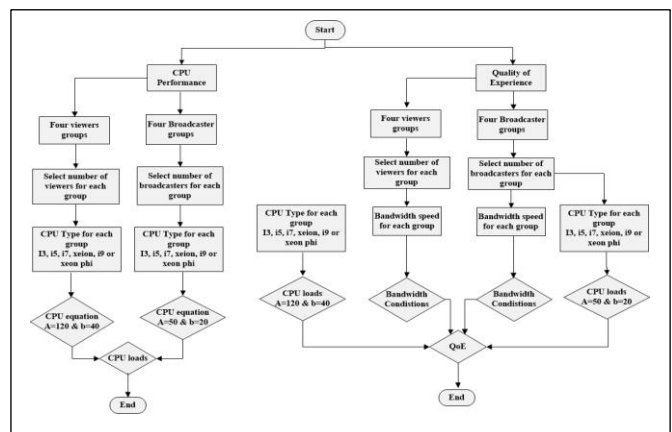 Start
CPU
Performance
Four viewers
groups
Four Broadcaster
groups
Select number of
viewers for each
group
Select number of
broadcasters for each
group
CPU Type for each
group
I3, i5, i7, xeion, i9 or
xeon phi
CPU Type for each
group
I3, i5, i7, xeion, i9 or
xeon phi
CPU equation
A=120 & b=40
CPU equation
A=50 & b=20
CPU loads
End
Quality of
Experience
Four viewers
groups
Four Broadcaster
groups
Select number of
viewers for each
group
Select number of
broadcasters for each
group
CPU Type for each
group
I3, i5, i7, xeion, i9 or
xeon phi
Bandwidth speed
for each group
Bandwidth speed
for each group
CPU Type for each
group
I3, i5, i7, xeion, i9 or
xeon phi
CPU loads
A=120 & b=40
Bandwidth
Condistions
Bandwidth
Condistions
CPU loads
A=50 & b=20
QoE
End